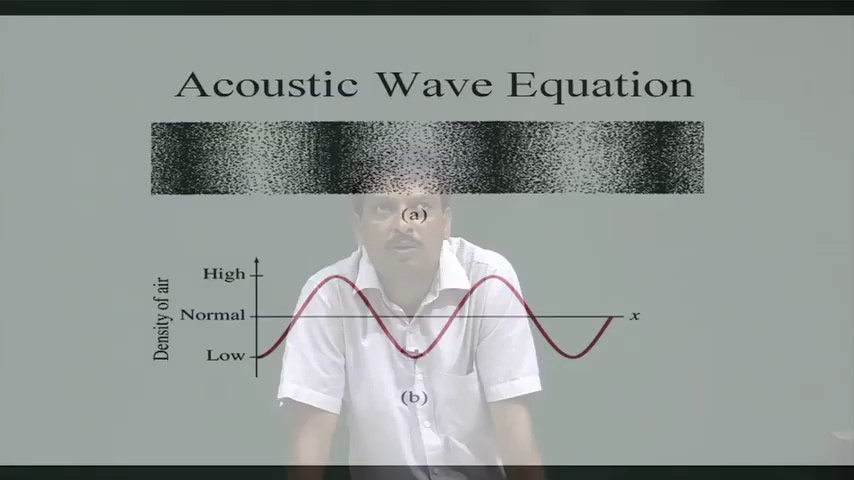 Acoustic Wave Equation
(a)
High
Normal
Low
Density of air
x
(b)